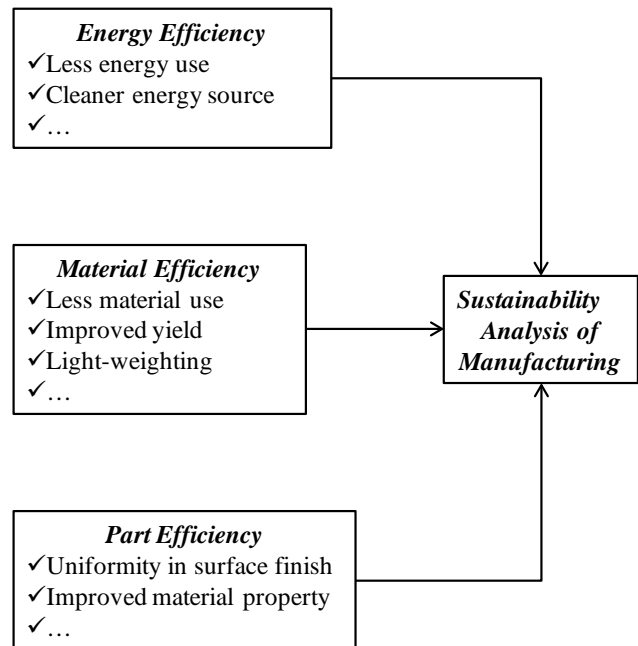 Energy Efficiency
✓Less energy use
✓Cleaner energy source
✓…
Material Efficiency
✓Less material use
✓Improved yield
✓Light-weighting
✓…
Sustainability
Analysis of
Manufacturing
Part Efficiency
✓Uniformity in surface finish
✓Improved material property
✓…